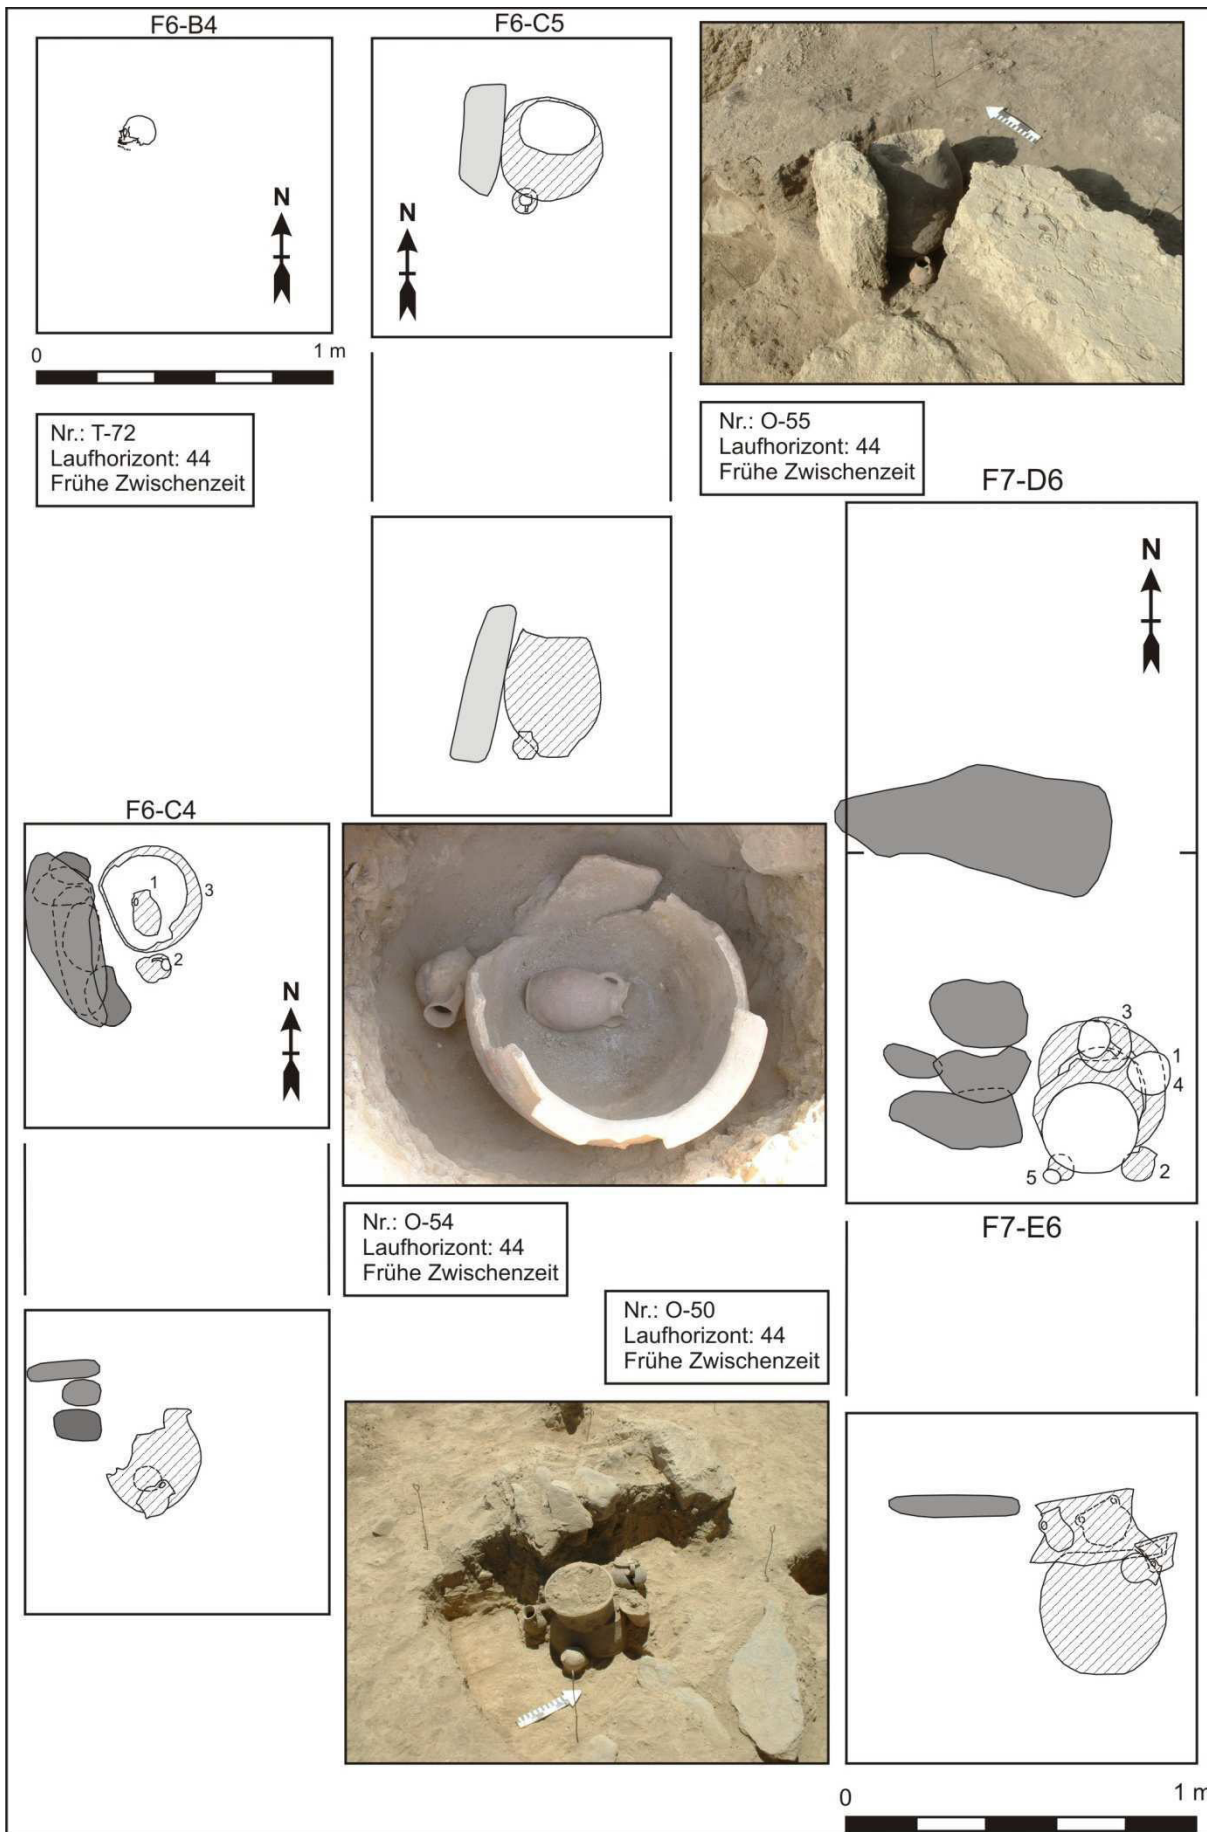 F6-B4
N
0 1 m
Nr.: T-72
Laufhorizont: 44
Frühe Zwischenzeit
F6-C5
N
Nr.: O-55
Laufhorizont: 44
Frühe Zwischenzeit
F7-D6
N
3
1
4
5
2
F7-E6
F6-C4
1
3
2
N
Nr.: O-54
Laufhorizont: 44
Frühe Zwischenzeit
Nr.: O-50
Laufhorizont: 44
Frühe Zwischenzeit
0 1 m